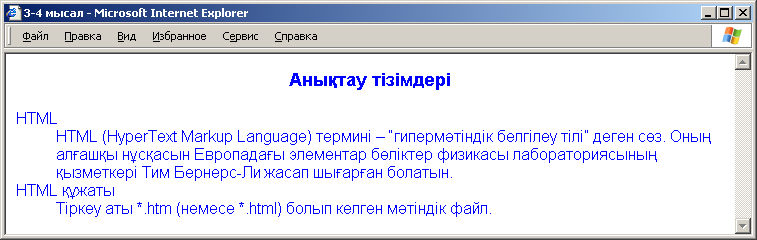 3-4 мысал - Microsoft Internet Explorer
Файл Правка Вид Избранное Сервис Справка
Анықтау тізімдері
HTML
HTML (HyperText Markup Language) термині – "гипермәтіндік белгілеу тілі" деген сөз. Оның
алғашқы нұсқасын Европадағы элементар бөліктер физикасы лабораториясының
қызметкері Тим Бернерс-Ли жасап шығарған болатын.
HTML құжаты
Тіркеу аты *.htm (немесе *.html) болып келген мәтіндік файл.